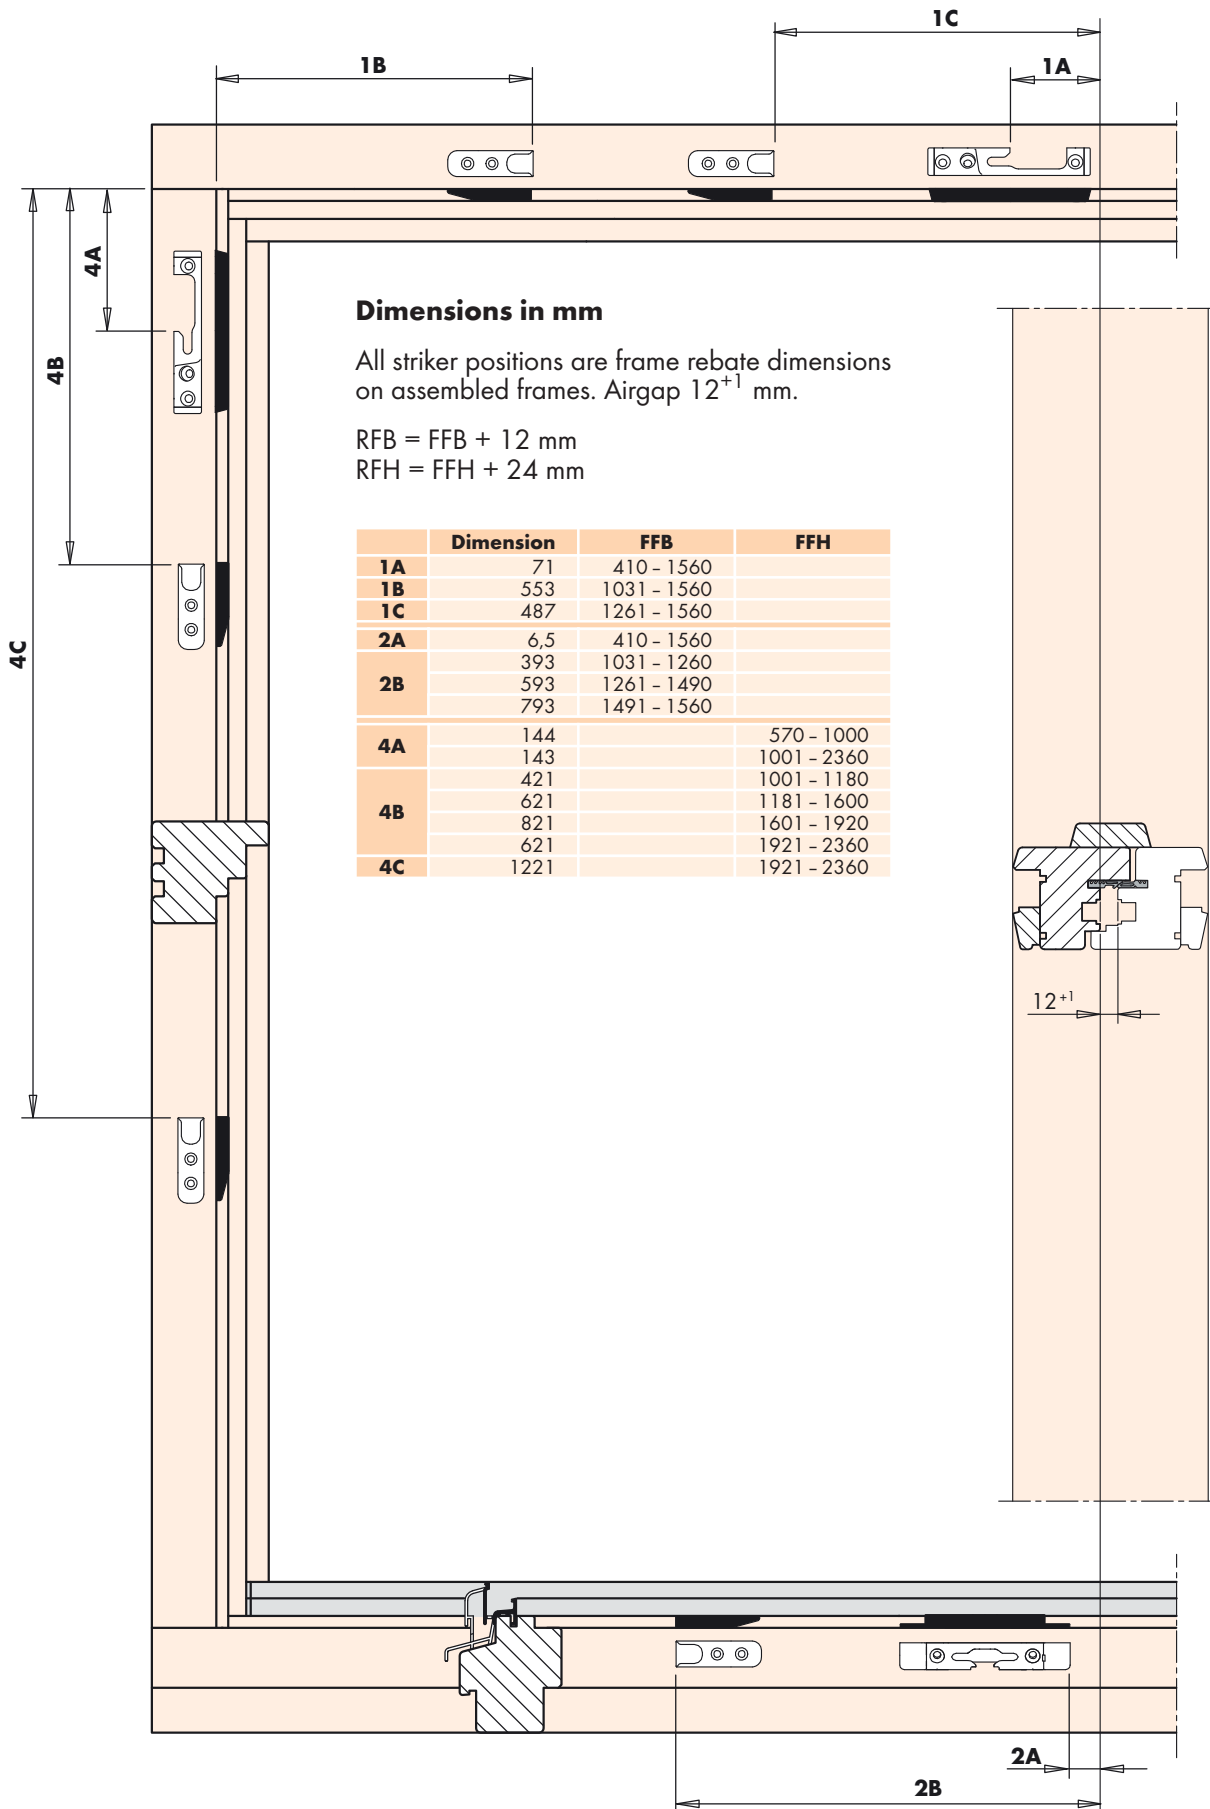 1C
1B
1A
4A
4B
4C
Dimensions in mm
All striker positions are frame rebate dimensions
on assembled frames. Airgap 12+1 mm.
RFB = FFB + 12 mm
RFH = FFH + 24 mm
Dimension FFB FFH
1A 71 410 – 1560
1B 553 1031 – 1560
1C 487 1261 – 1560
2A 6,5 410 – 1560
2B 393 1031 – 1260
593 1261 – 1490
793 1491 – 1560
4A 144 570 – 1000
143 1001 – 2360
4B 421 1001 – 1180
621 1181 – 1600
821 1601 – 1920
621 1921 – 2360
4C 1221 1921 – 2360
12+1
2A
2B